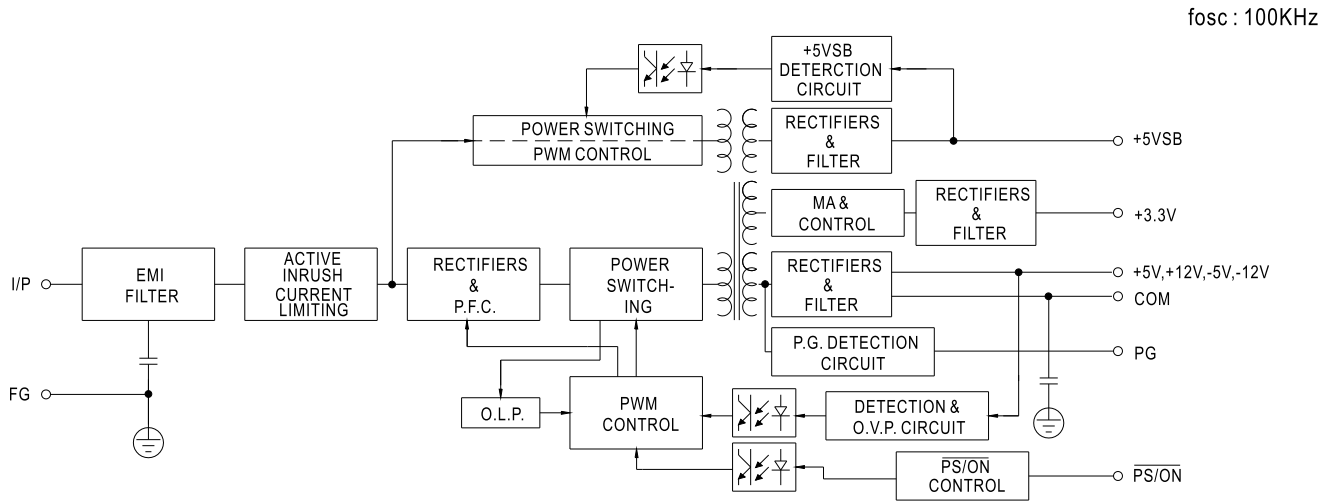 fosc : 100KHz
+5VSB
DETERCTION
CIRCUIT
POWER SWITCHING
PWM CONTROL
RECTIFIERS
&
FILTER
+5VSB
MA &
CONTROL
RECTIFIERS
&
FILTER
+3.3V
I/P
EMI
FILTER
ACTIVE
INRUSH
CURRENT
LIMITING
RECTIFIERS
&
P.F.C.
POWER
SWITCH-
ING
RECTIFIERS
&
FILTER
+5V,+12V,-5V,-12V
COM
P.G. DETECTION
CIRCUIT
PG
FG
O.L.P.
PWM
CONTROL
DETECTION &
O.V.P. CIRCUIT
PS/ON
CONTROL
PS/ON